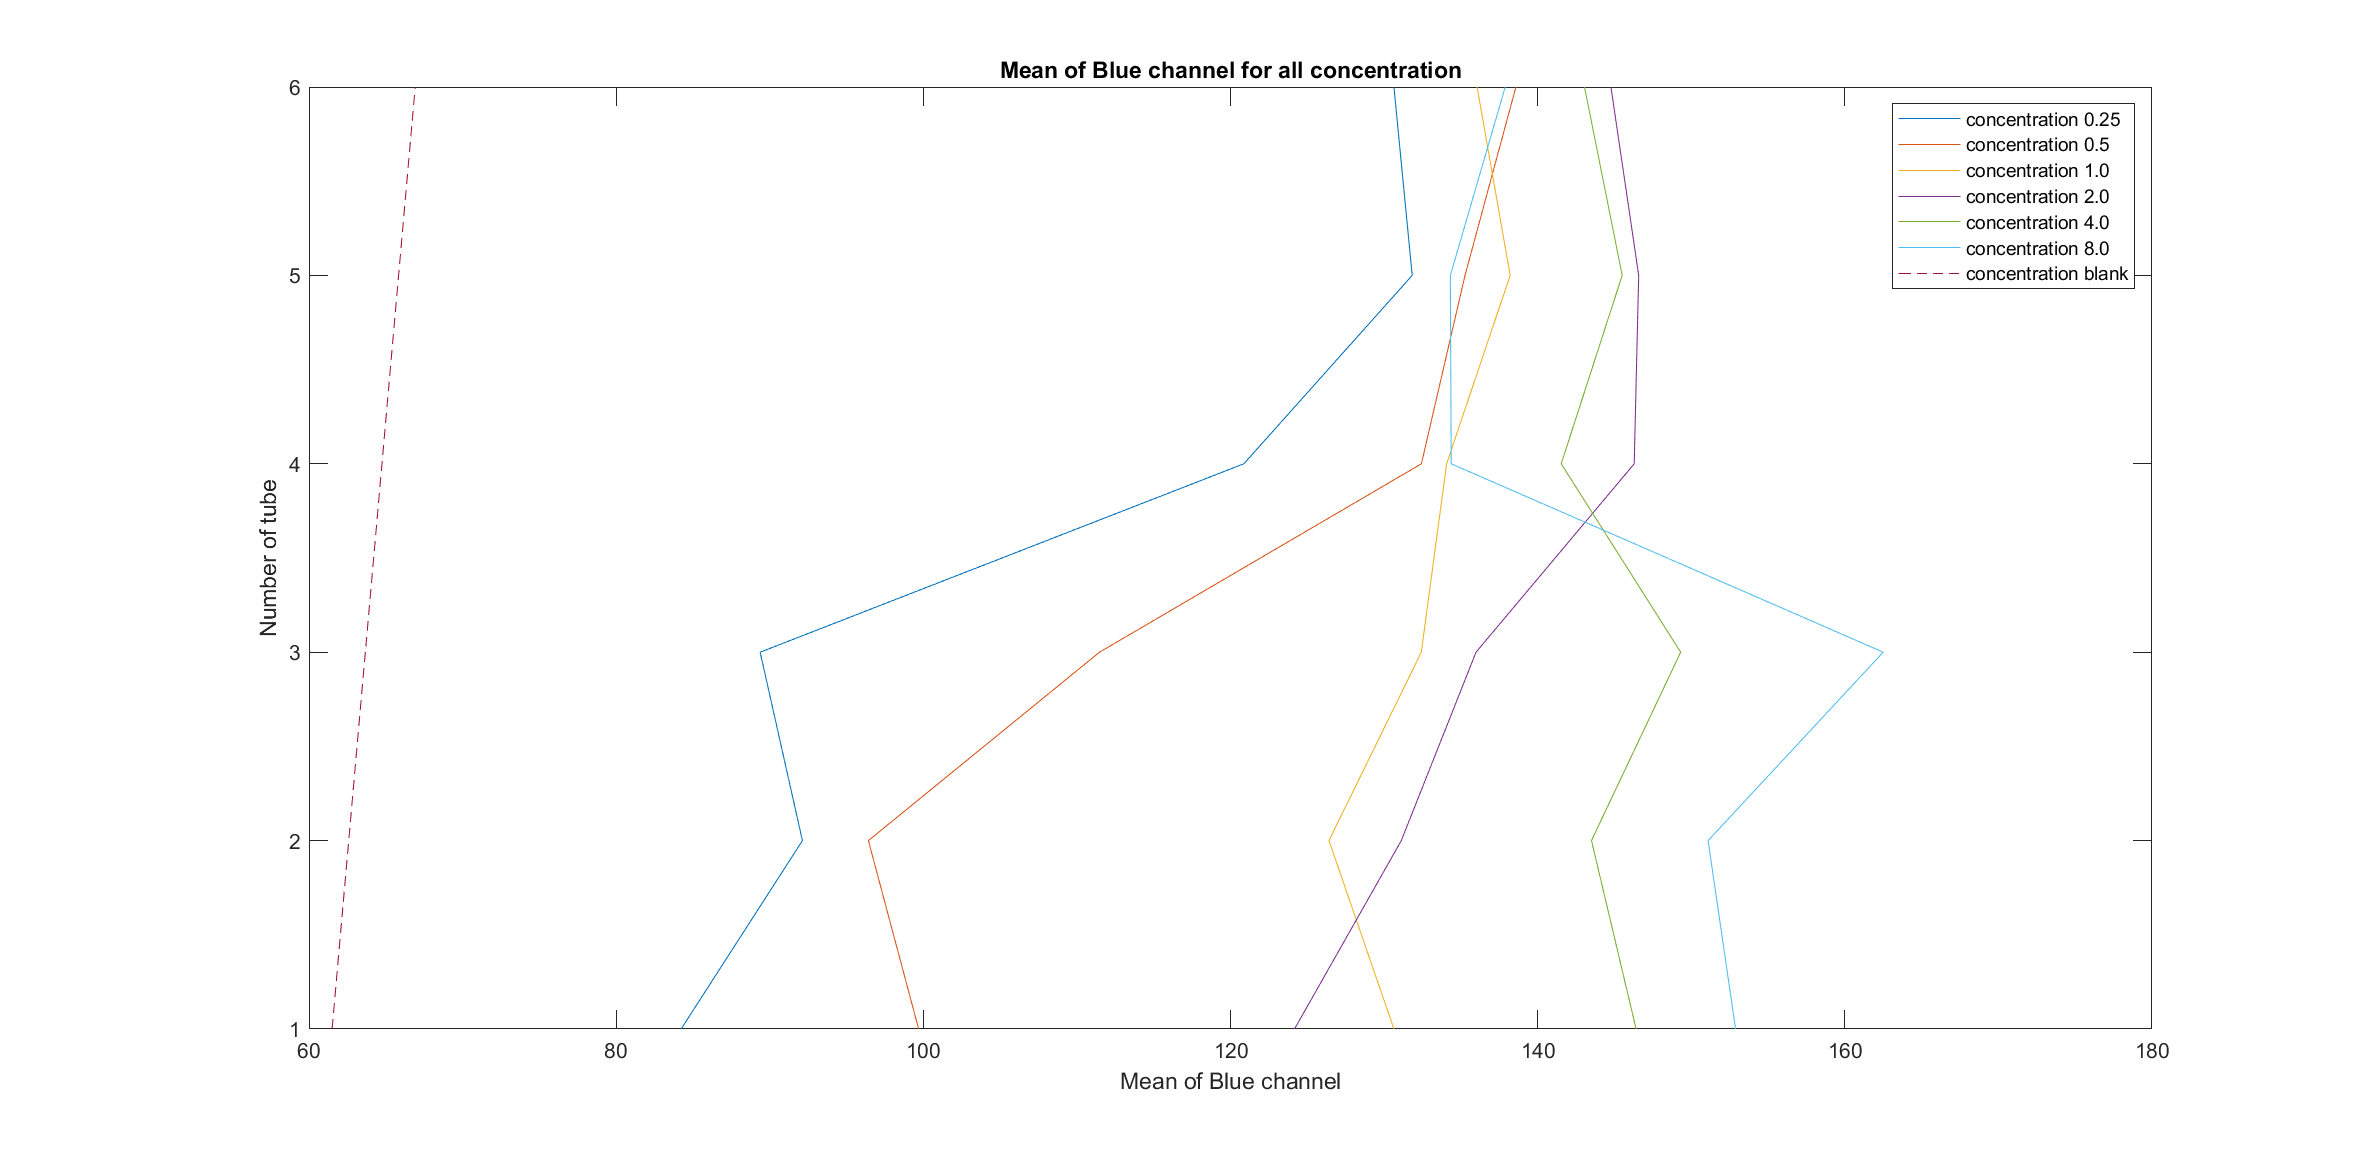 Mean of Blue channel for all concentration
6
5
4
3
2
1
Number of tube
60 80 100 120 140 160 180
Mean of Blue channel
concentration 0.25
concentration 0.5
concentration 1.0
concentration 2.0
concentration 4.0
concentration 8.0
concentration blank